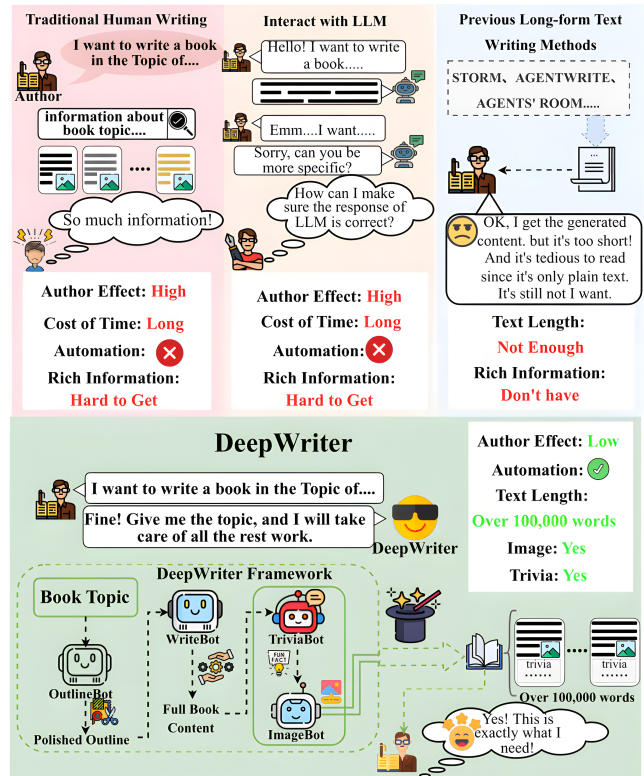 Traditional Human Writing
I want to write a book
in the Topic of....
Author
information about
book topic....
.....
So much information!
Author Effect: High
Cost of Time: Long
Automation:
Rich Information:
Hard to Get
Interact with LLM
Hello! I want to write
a book.....
Emm....I want.....
Sorry, can you be
more specific?
How can I make
sure the response of
LLM is correct?
Author Effect: High
Cost of Time: Long
Automation:
Rich Information:
Hard to Get
Previous Long-form Text
Writing Methods
STORM、AGENTWRITE、
AGENTS' ROOM.....
OK, I get the generated
content. but it's too short!
And it's tedious to read
since it's only plain text.
It's still not I want.
Text Length:
Not Enough
Rich Information:
Don't have
DeepWriter
I want to write a book in the Topic of....
Fine! Give me the topic, and I will take
care of all the rest work.
DeepWriter
Author Effect: Low
Automation:
Text Length:
Over 100,000 words
Image: Yes
Trivia: Yes
DeepWriter Framework
Book Topic
OutlineBot
Polished Outline
WriteBot
Full Book
Content
TriviaBot
FUN
FACT
ImageBot
trivia
......
.....
trivia
......
Over 100,000 words
Yes! This is
exactly what I
need!